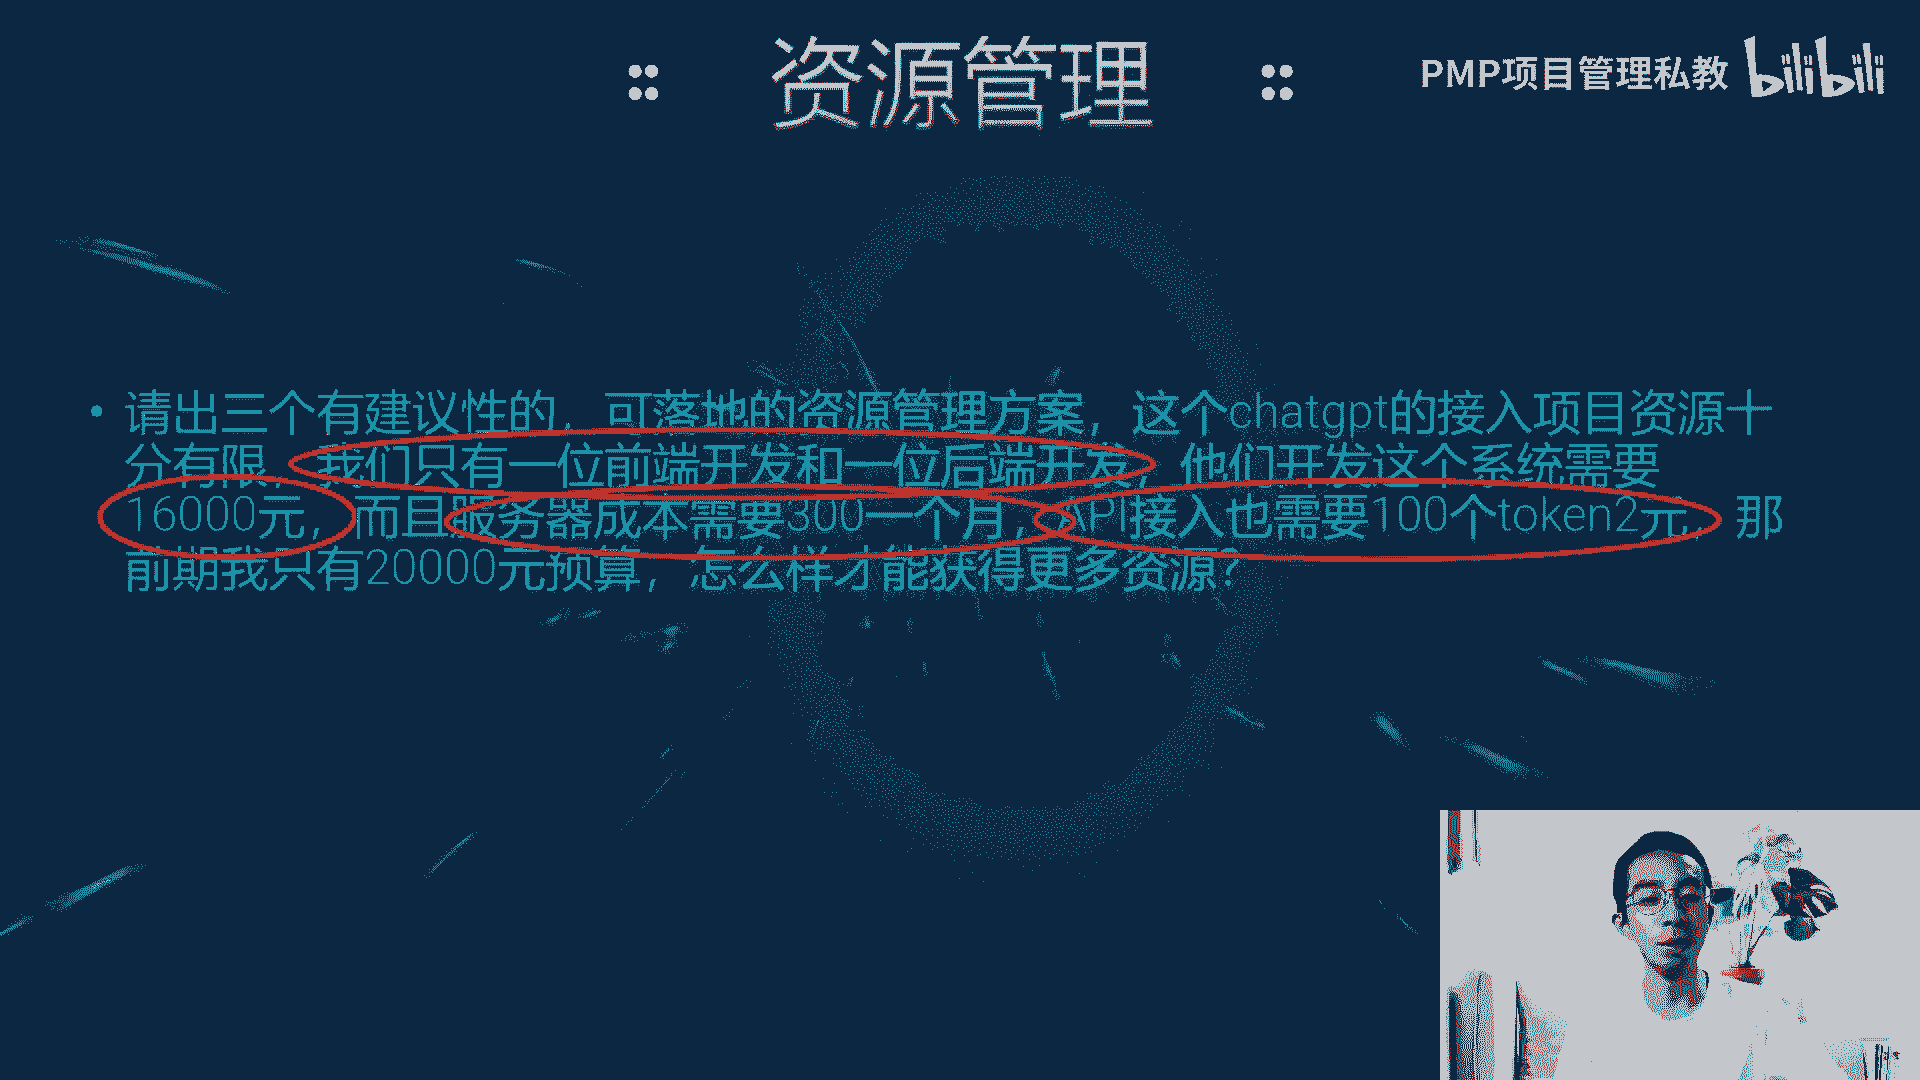 资源管理
PMP项目管理私教 bilibili
• 请出三个有建议性的，可落地的资源管理方案，这个chatgpt的接入项目资源十
分有限，我们只有一位前端开发和一位后端开发，他们开发这个系统需要
16000元，而且服务器成本需要300一个月，API接入也需要100个token2元，那
前期我只有20000元预算，怎么样才能获得更多资源？